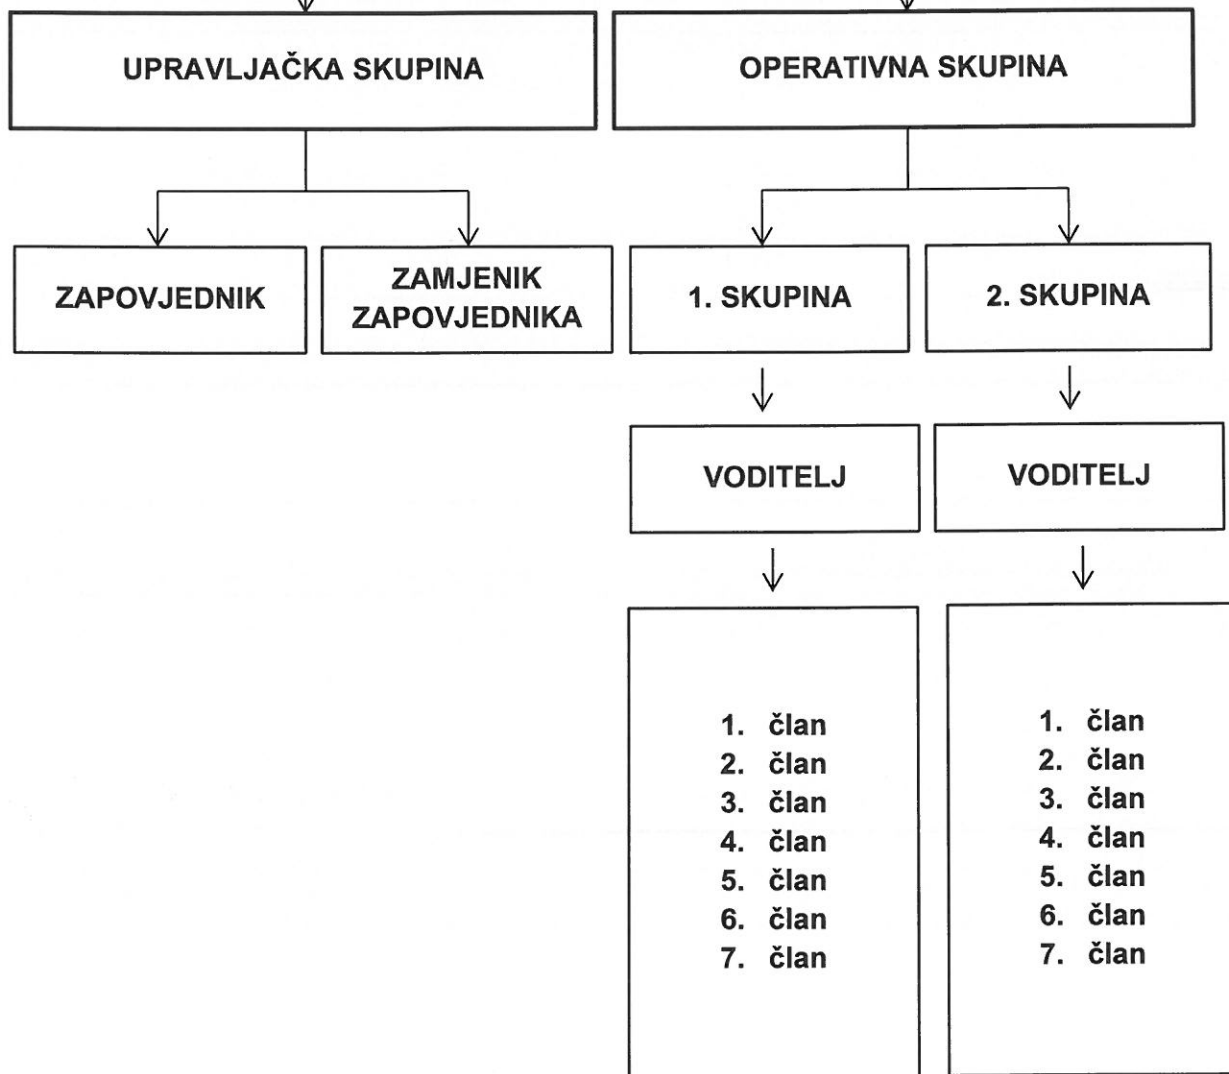 UPRAVLJAČKA SKUPINA
OPERATIVNA SKUPINA
ZAPOVJEDNIK
ZAMJENIK
ZAPOVJEDNIKA
1. SKUPINA
2. SKUPINA
VODITELJ
VODITELJ
1. član
2. član
3. član
4. član
5. član
6. član
7. član
1. član
2. član
3. član
4. član
5. član
6. član
7. član